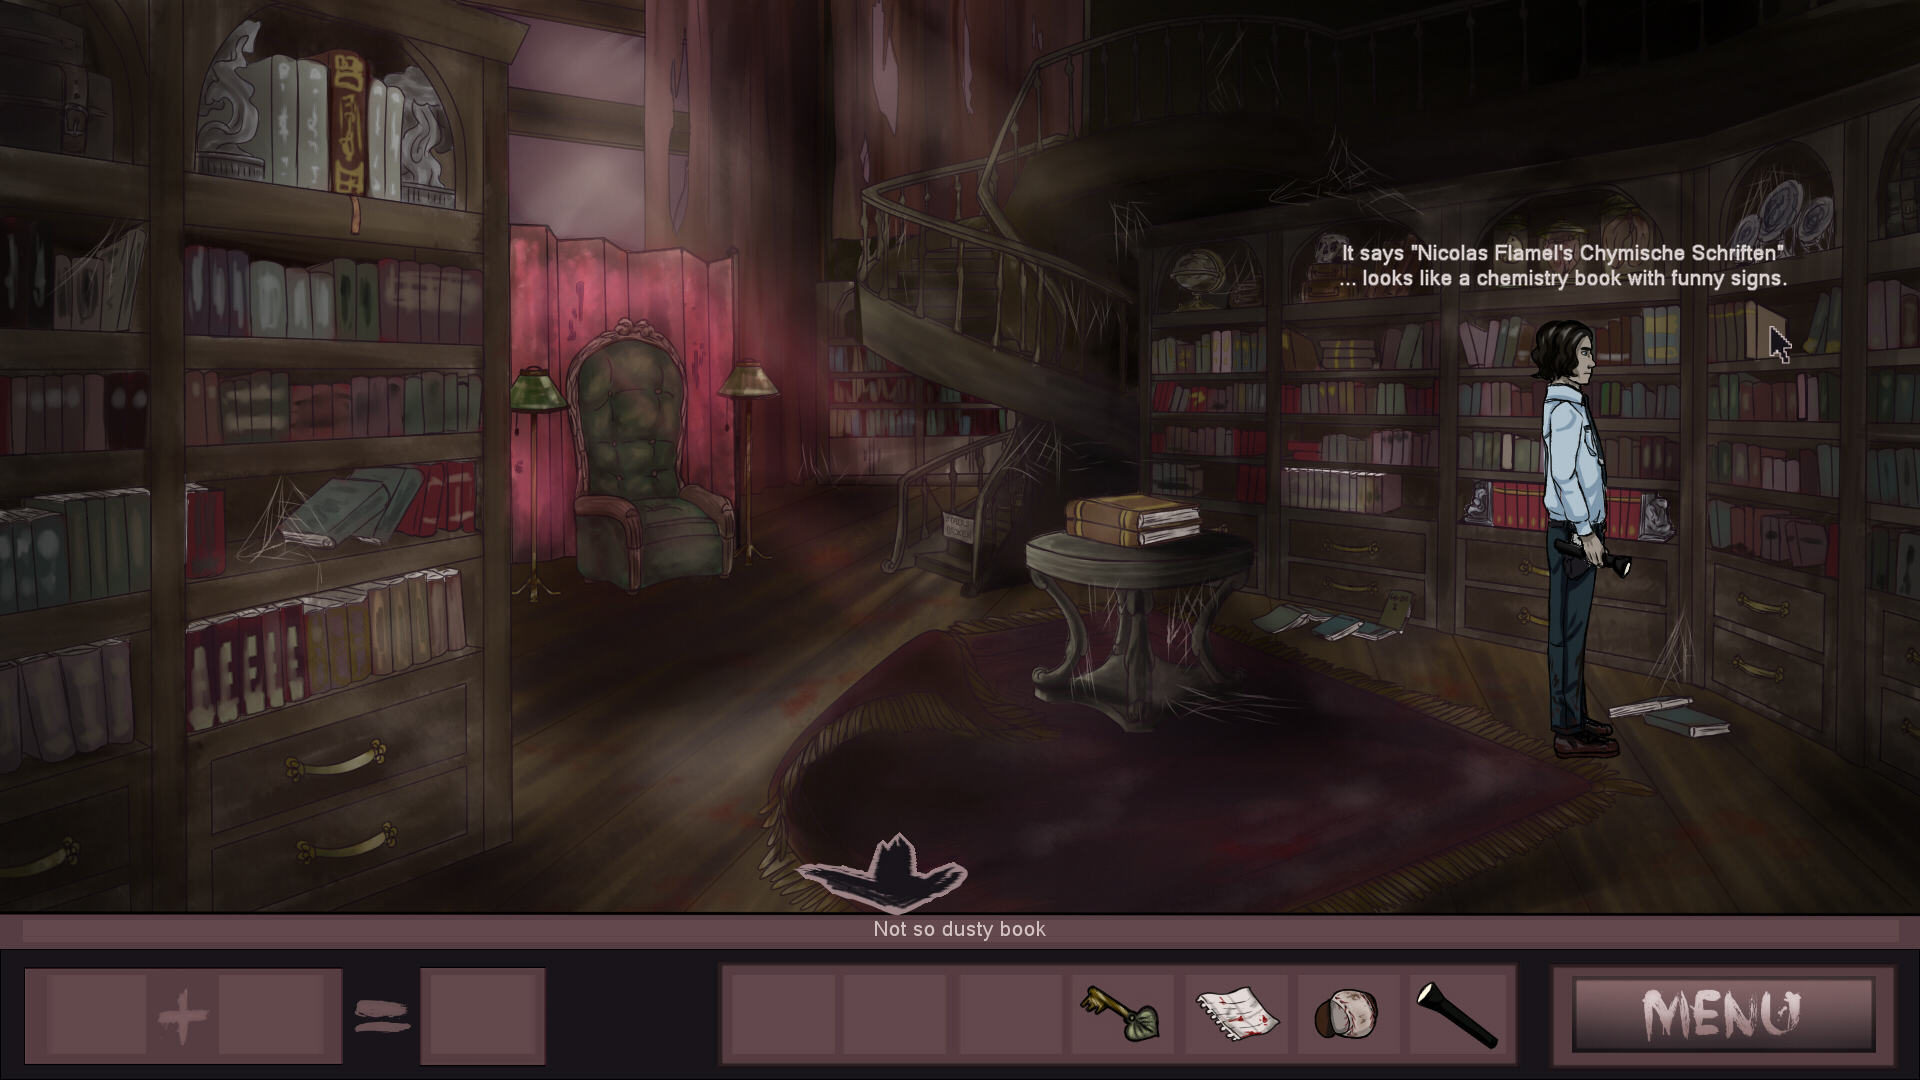 It says "Nicolas Flamel's Chymische Schriften"
... looks like a chemistry book with funny signs.
Not so dusty book
+ =
MENU